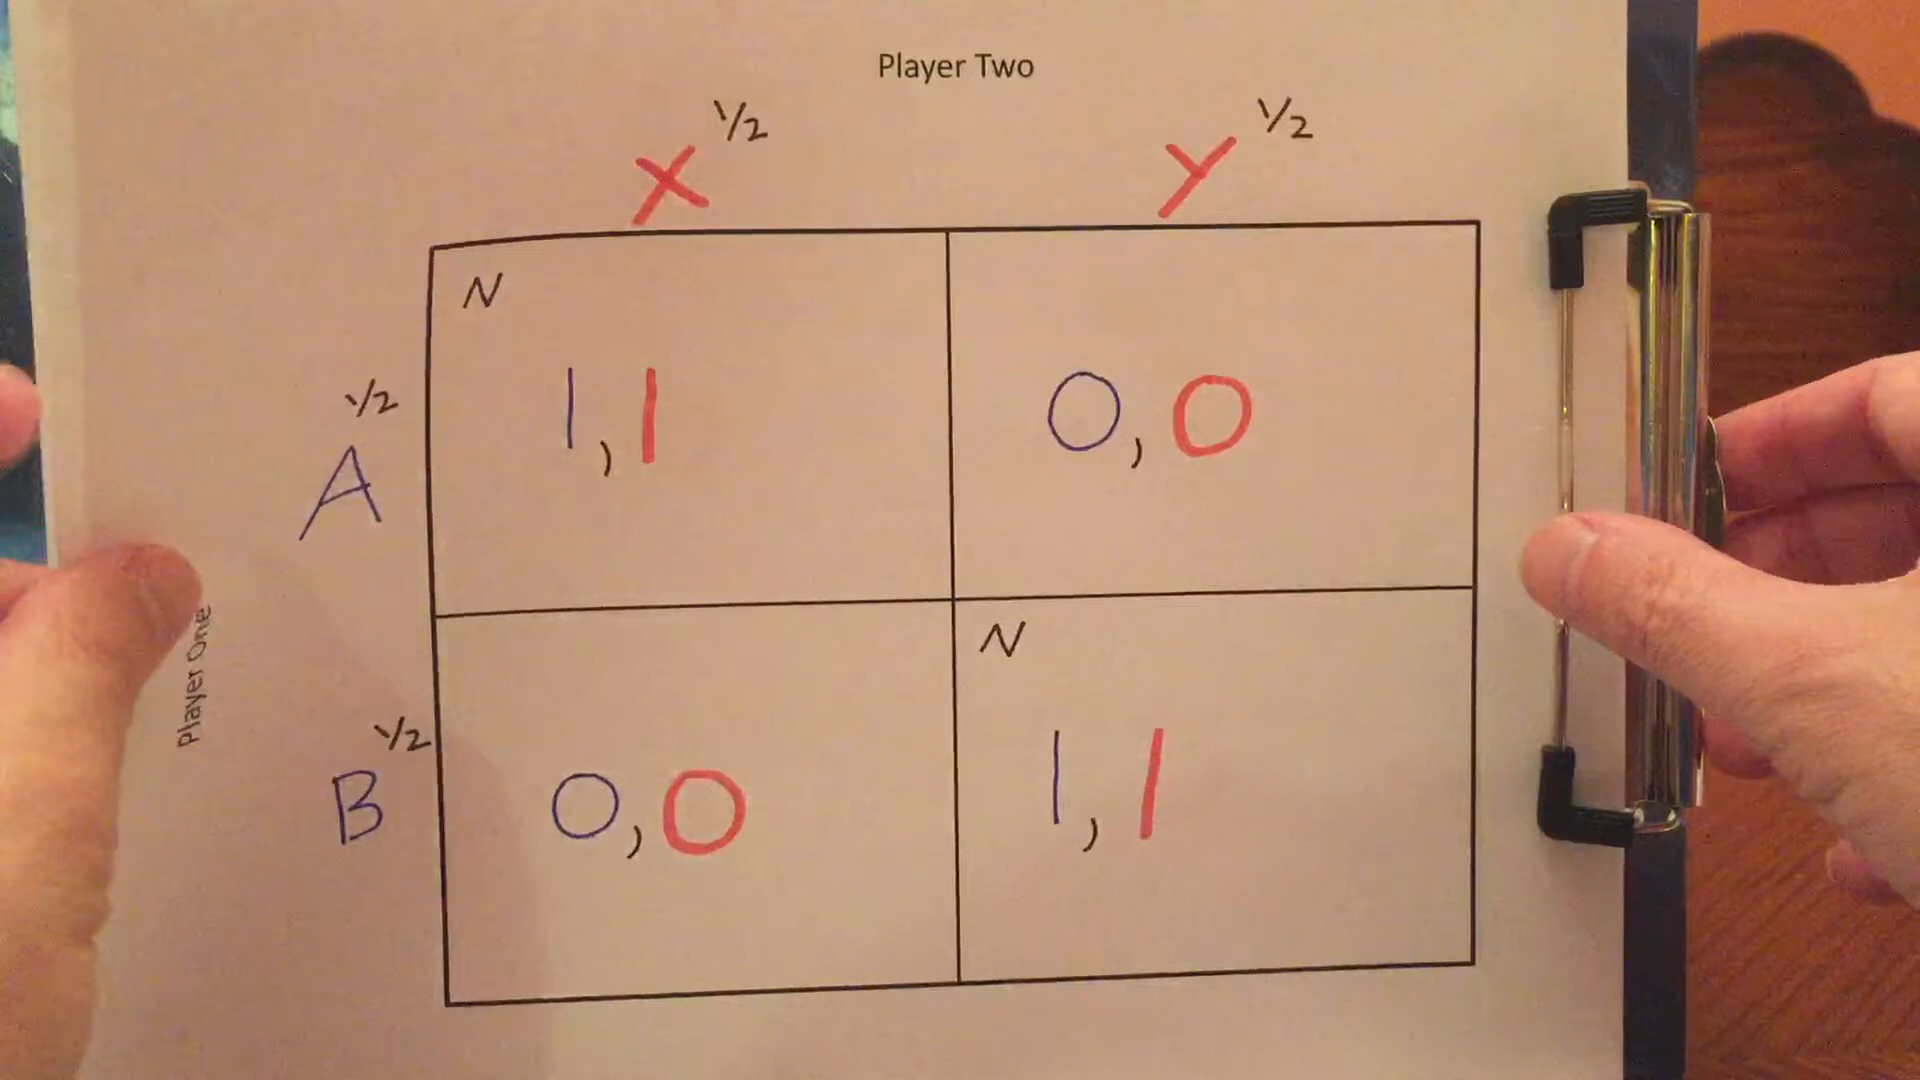 Player Two
X 1/2
Y 1/2
N
1/2
A
1,1
0,0
Player One
1/2
B
0,0
N
1,1